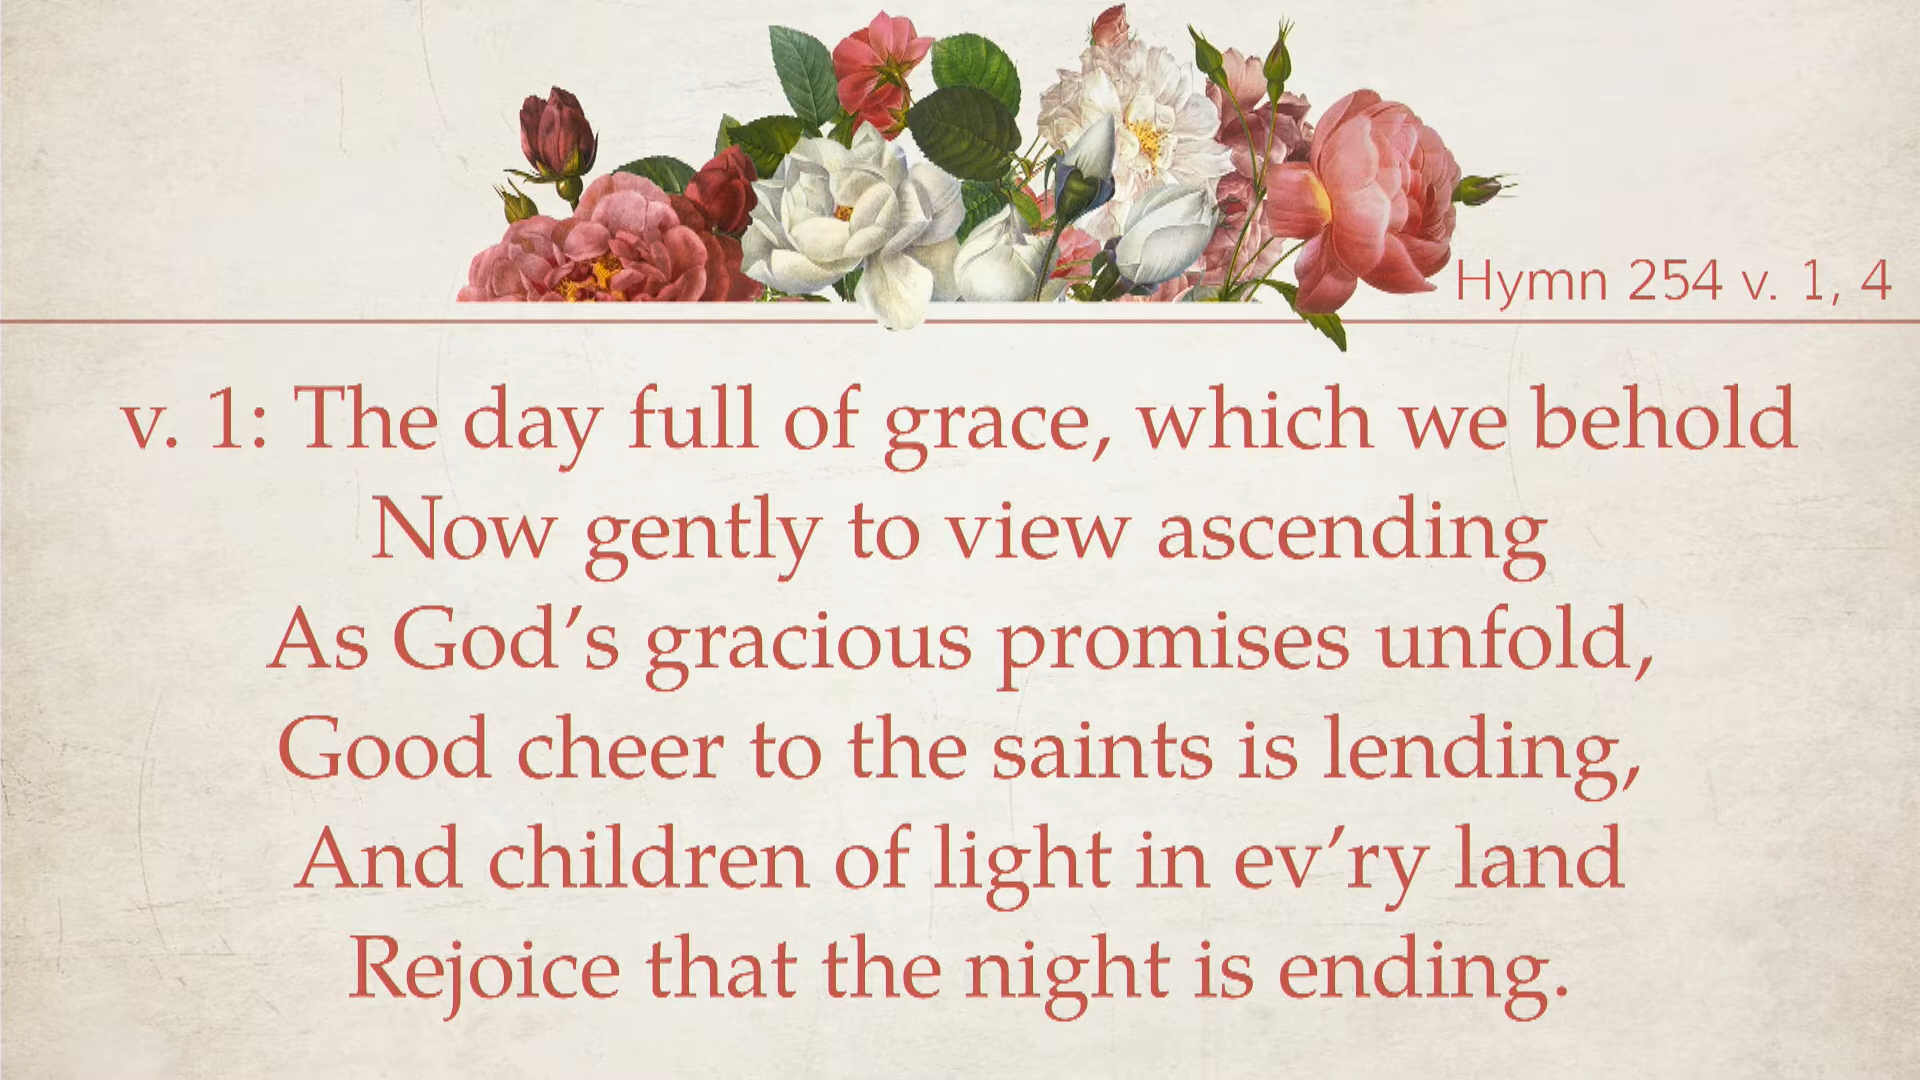 Hymn 254 v. 1, 4
v. 1: The day full of grace, which we behold
Now gently to view ascending
As God’s gracious promises unfold,
Good cheer to the saints is lending,
And children of light in ev’ry land
Rejoice that the night is ending.